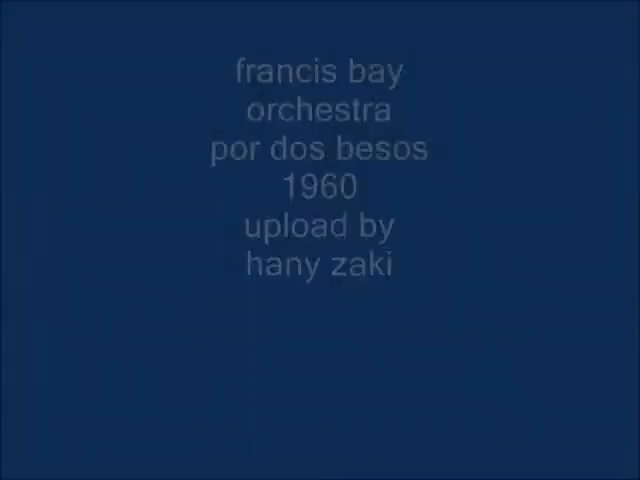 francis bay
orchestra
por dos besos
1960
upload by
hany zaki